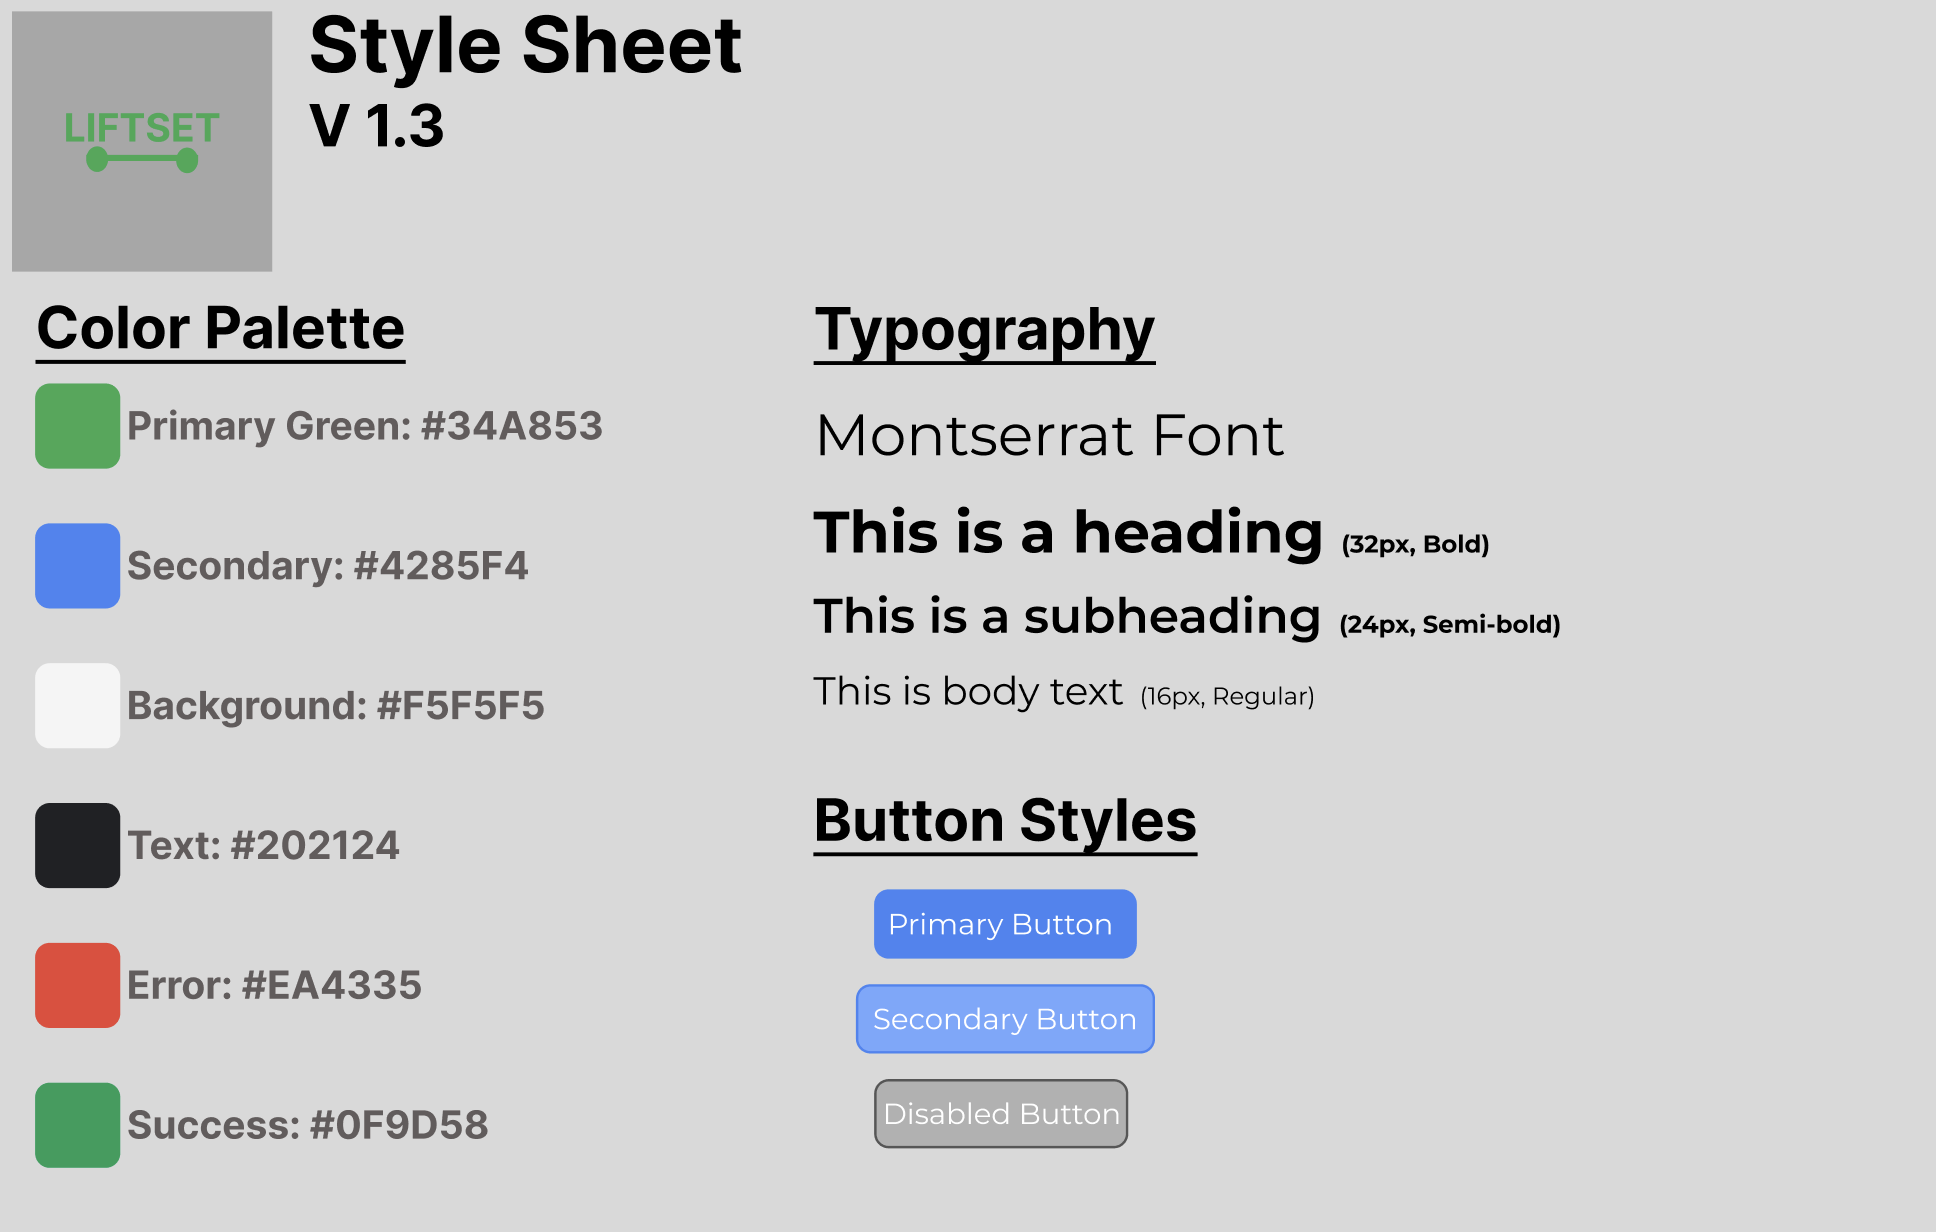 LIFTSET
Style Sheet
V 1.3
Color Palette
Primary Green: #34A853
Secondary: #4285F4
Background: #F5F5F5
Text: #202124
Error: #EA4335
Success: #0F9D58
Typography
Montserrat Font
This is a heading (32px, Bold)
This is a subheading (24px, Semi-bold)
This is body text (16px, Regular)
Button Styles
Primary Button
Secondary Button
Disabled Button